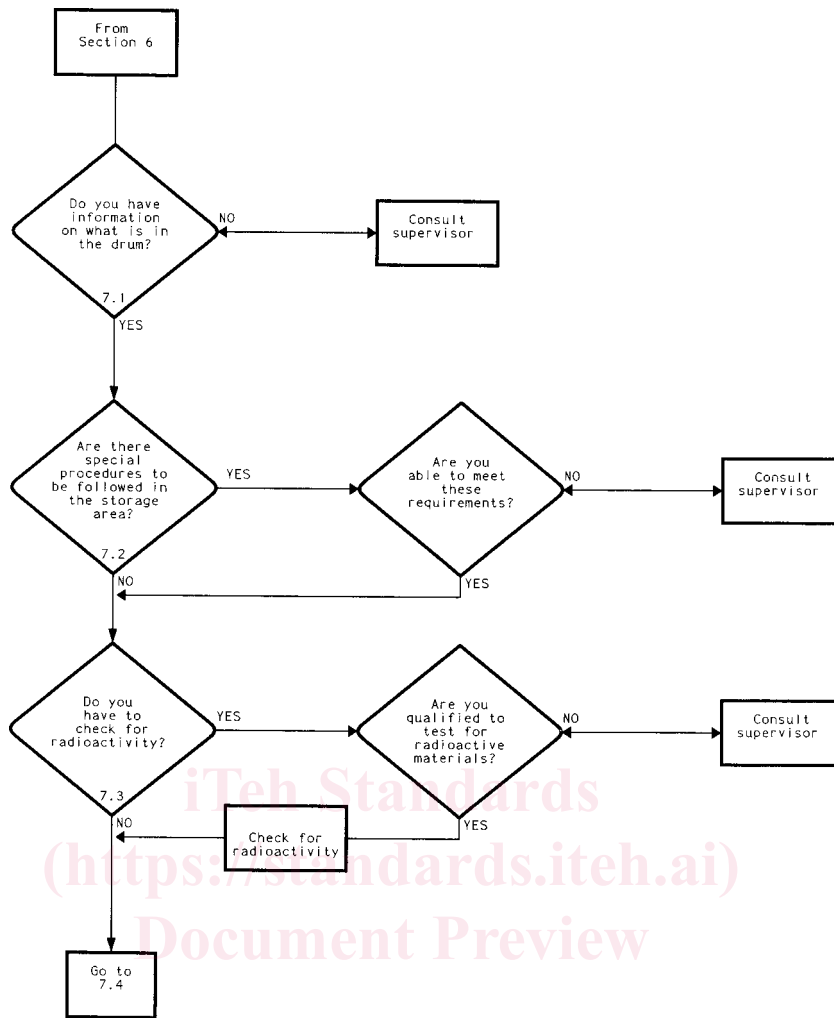 From
Section 6
Do you have
information
on what is in
the drum?
7.1
NO
Consult
supervisor
YES
Are there
special
procedures to
be followed in
the storage
area?
7.2
YES
Are you
able to meet
these
requirements?
NO
Consult
supervisor
NO
YES
Do you
have to
check for
radioactivity?
7.3
YES
Are you
qualified to
test for
radioactive
materials?
NO
Consult
supervisor
NO
Check for
radioactivity
YES
Go to
7.4
iTeh Standards
(https://standards.iteh.ai)
Document Preview